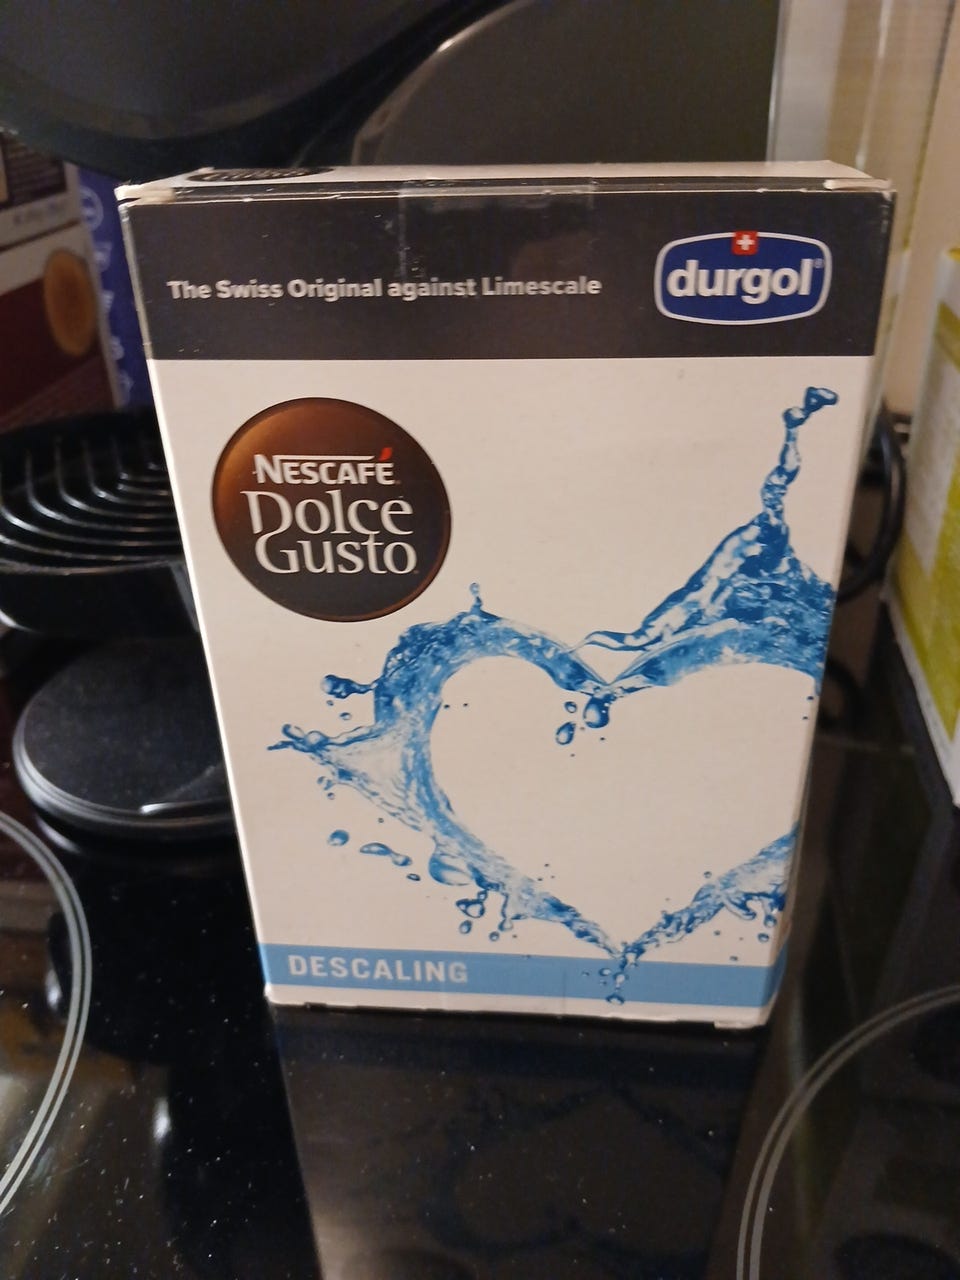 The Swiss Original against Limescale
durgol®
NESCAFÉ®
Dolce
Gusto®
DESCALING